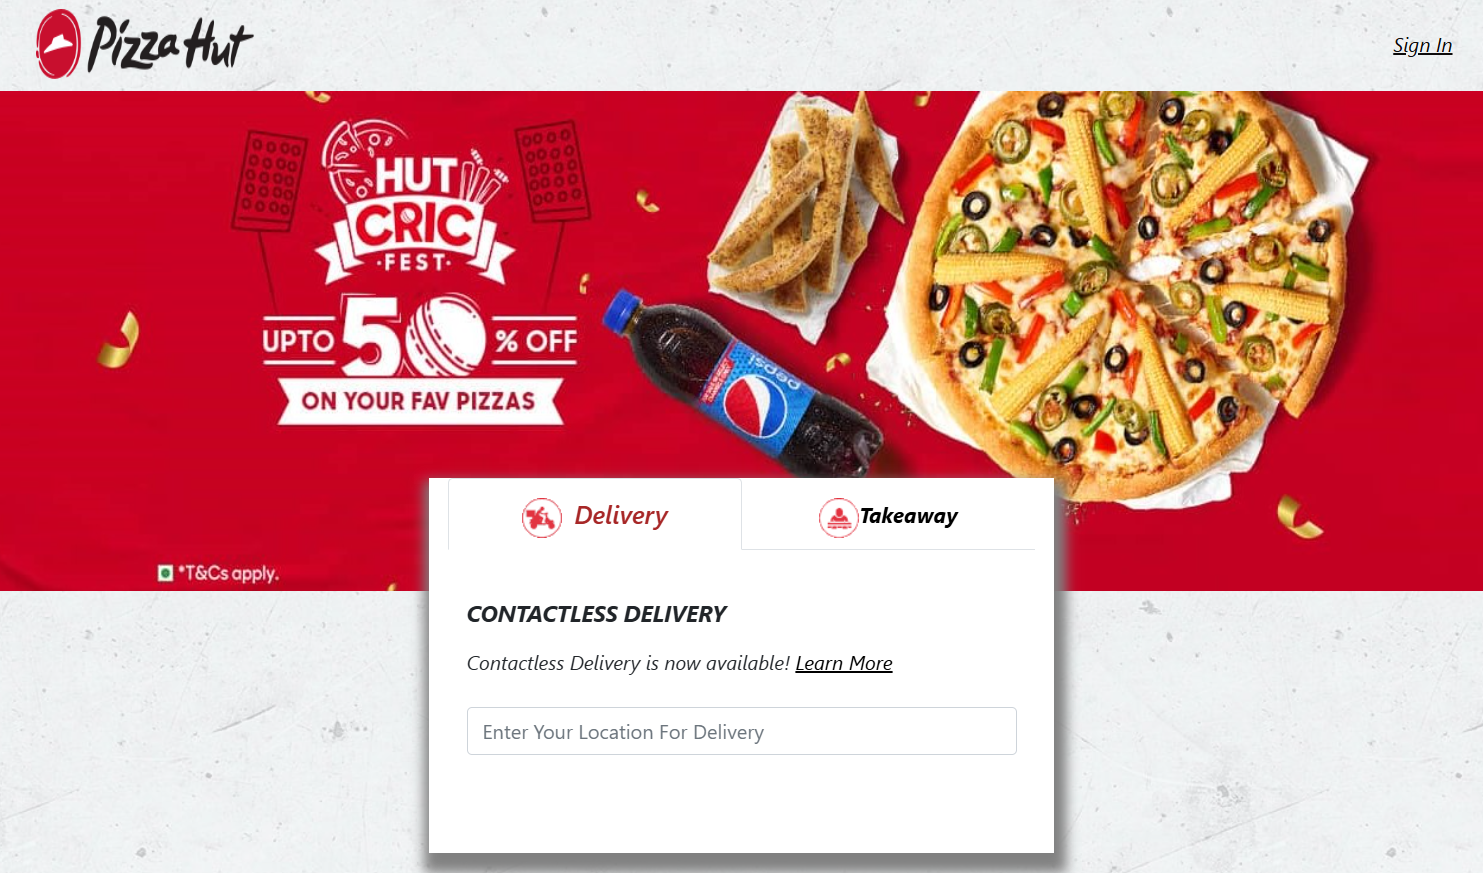 Pizza Hut
Sign In
HUT
CRIC
·FEST·
UPTO 50% OFF
ON YOUR FAV PIZZAS
pepsi
*T&Cs apply.
Delivery
Takeaway
CONTACTLESS DELIVERY
Contactless Delivery is now available! Learn More
Enter Your Location For Delivery